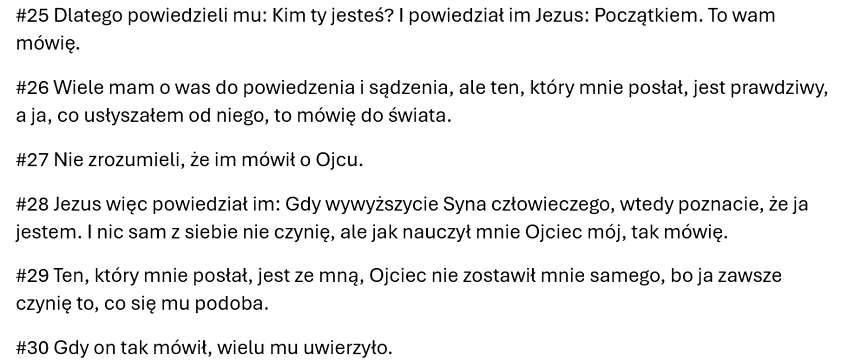 #25 Dlatego powiedzieli mu: Kim ty jesteś? I powiedział im Jezus: Początkiem. To wam
mówię.
#26 Wiele mam o was do powiedzenia i sądzenia, ale ten, który mnie posłał, jest prawdziwy,
a ja, co usłyszałem od niego, to mówię do świata.
#27 Nie zrozumieli, że im mówił o Ojcu.
#28 Jezus więc powiedział im: Gdy wywyższycie Syna człowieczego, wtedy poznacie, że ja
jestem. I nic sam z siebie nie czynię, ale jak nauczył mnie Ojciec mój, tak mówię.
#29 Ten, który mnie posłał, jest ze mną, Ojciec nie zostawił mnie samego, bo ja zawsze
czynię to, co się mu podoba.
#30 Gdy on tak mówił, wielu mu uwierzyło.